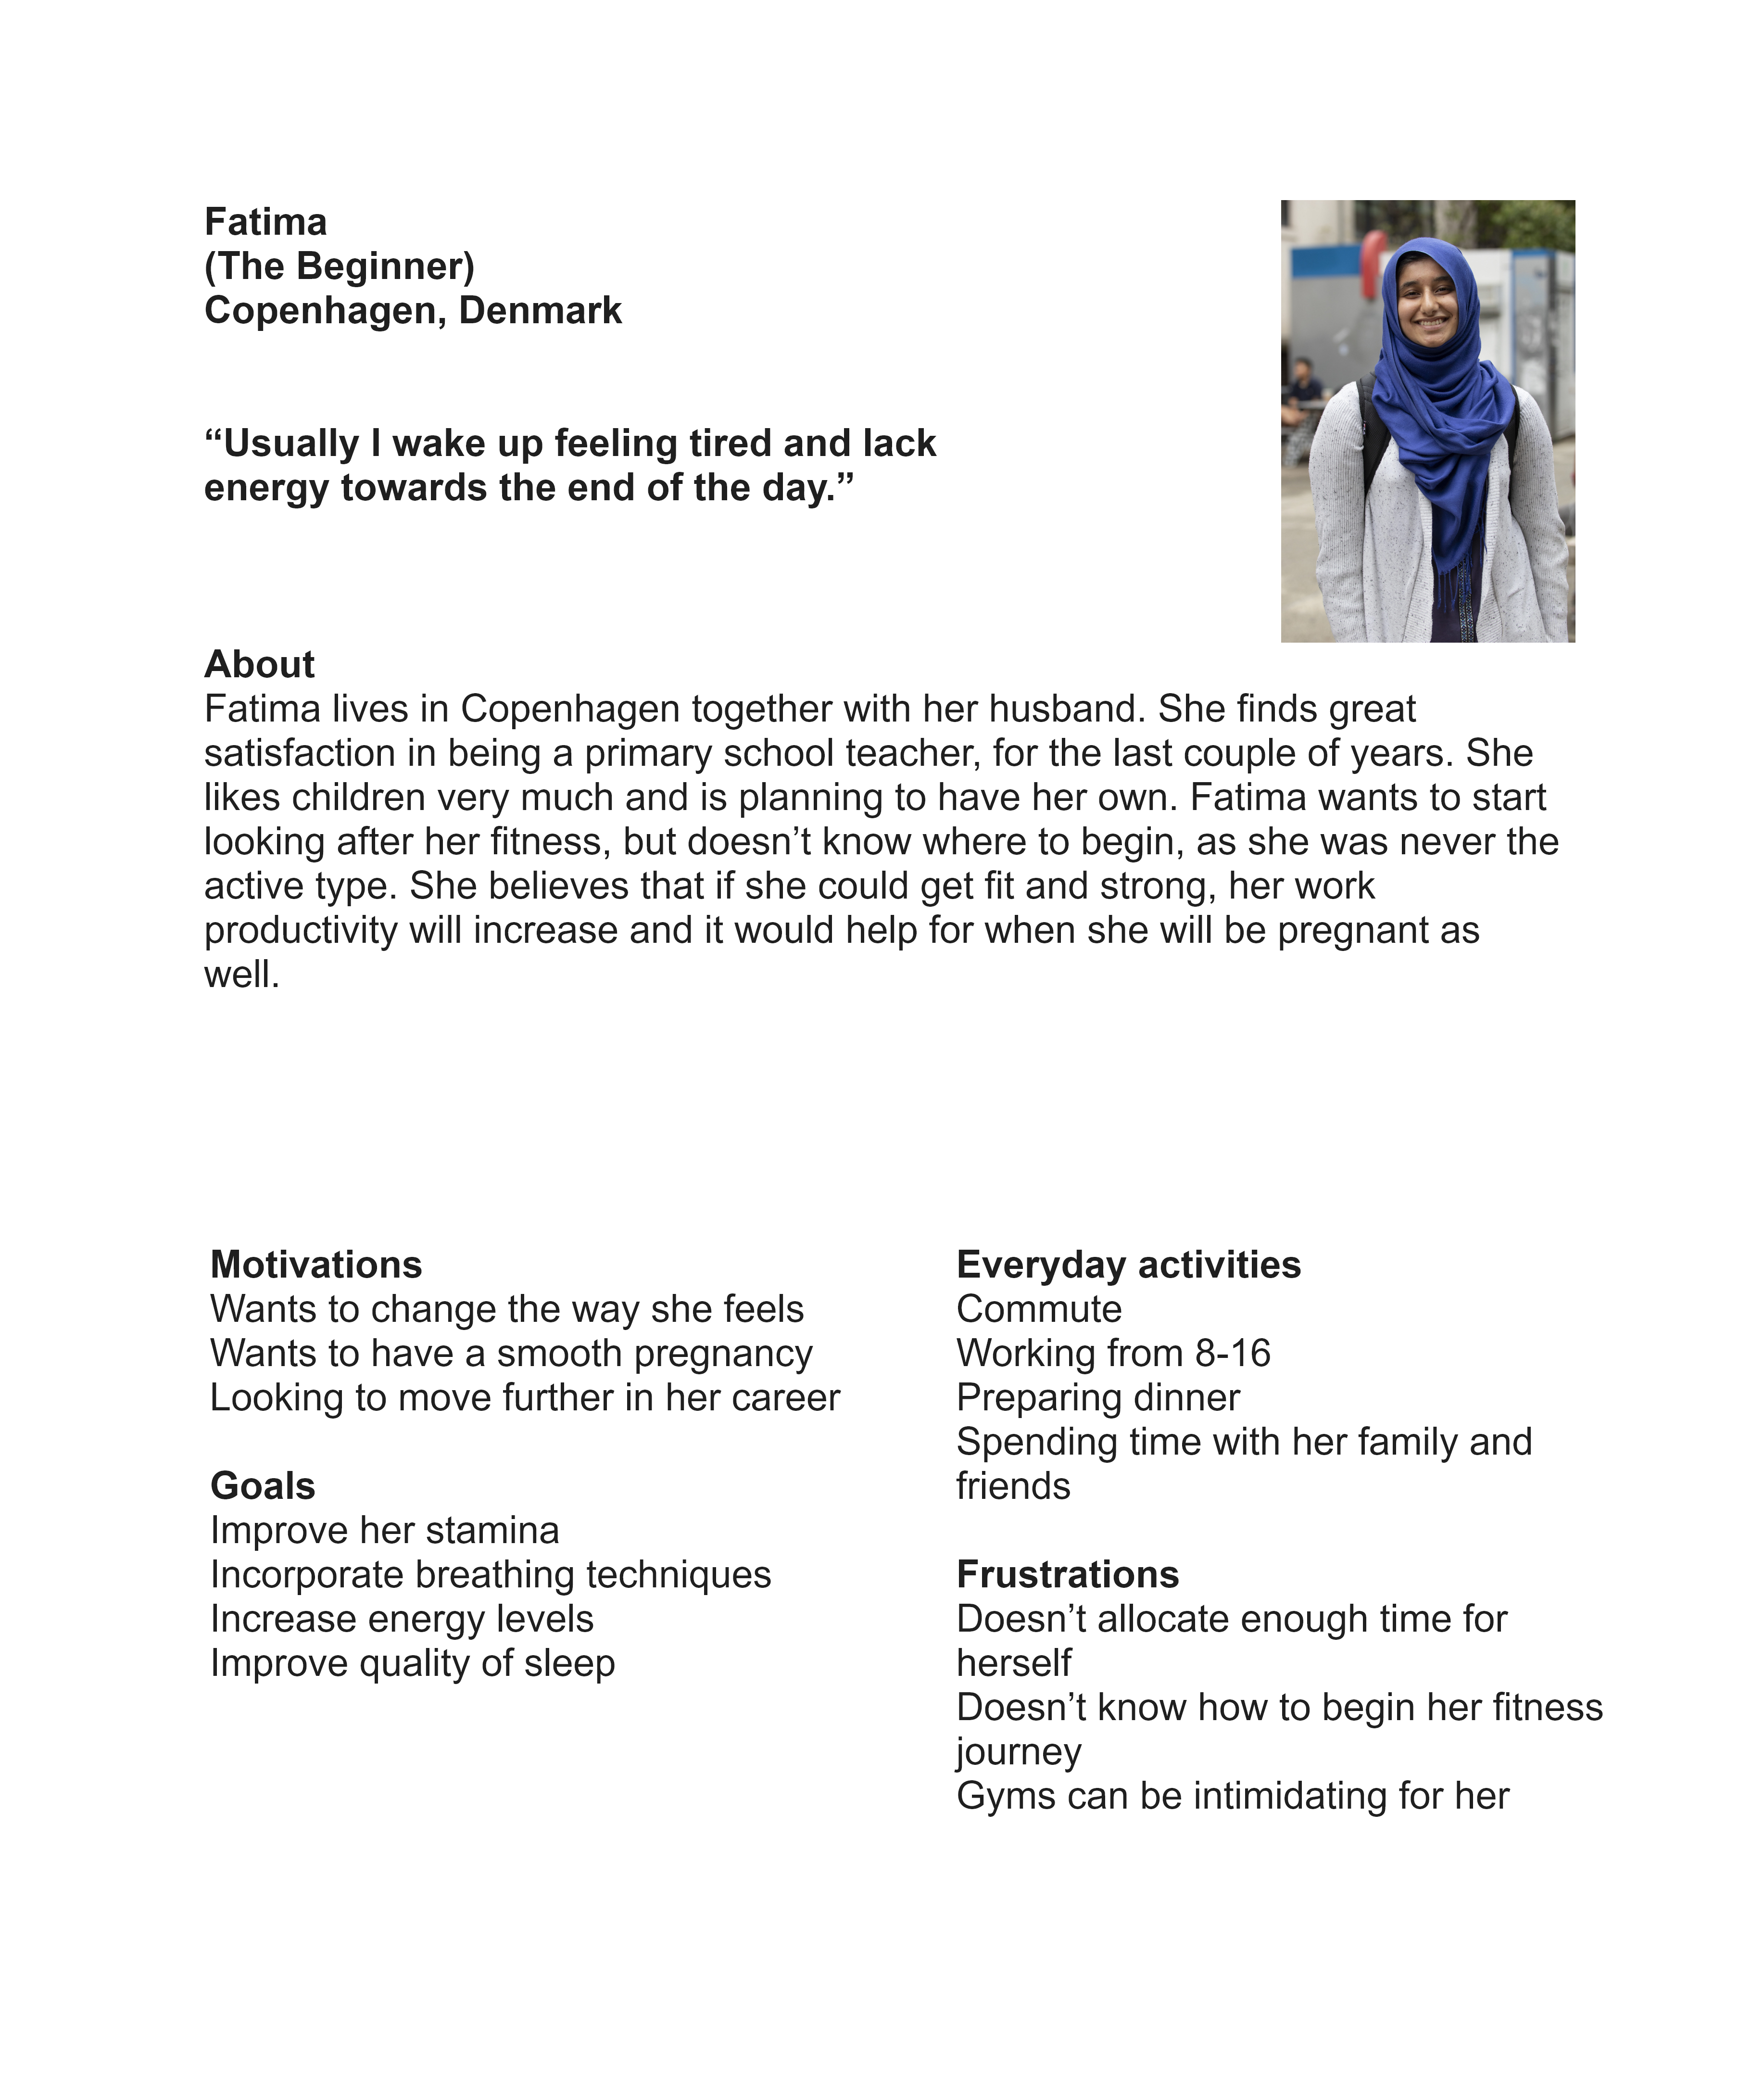 Fatima
(The Beginner)
Copenhagen, Denmark
“Usually I wake up feeling tired and lack
energy towards the end of the day.”
About
Fatima lives in Copenhagen together with her husband. She finds great
satisfaction in being a primary school teacher, for the last couple of years. She
likes children very much and is planning to have her own. Fatima wants to start
looking after her fitness, but doesn’t know where to begin, as she was never the
active type. She believes that if she could get fit and strong, her work
productivity will increase and it would help for when she will be pregnant as
well.
Motivations
Wants to change the way she feels
Wants to have a smooth pregnancy
Looking to move further in her career
Goals
Improve her stamina
Incorporate breathing techniques
Increase energy levels
Improve quality of sleep
Everyday activities
Commute
Working from 8-16
Preparing dinner
Spending time with her family and
friends
Frustrations
Doesn’t allocate enough time for
herself
Doesn’t know how to begin her fitness
journey
Gyms can be intimidating for her